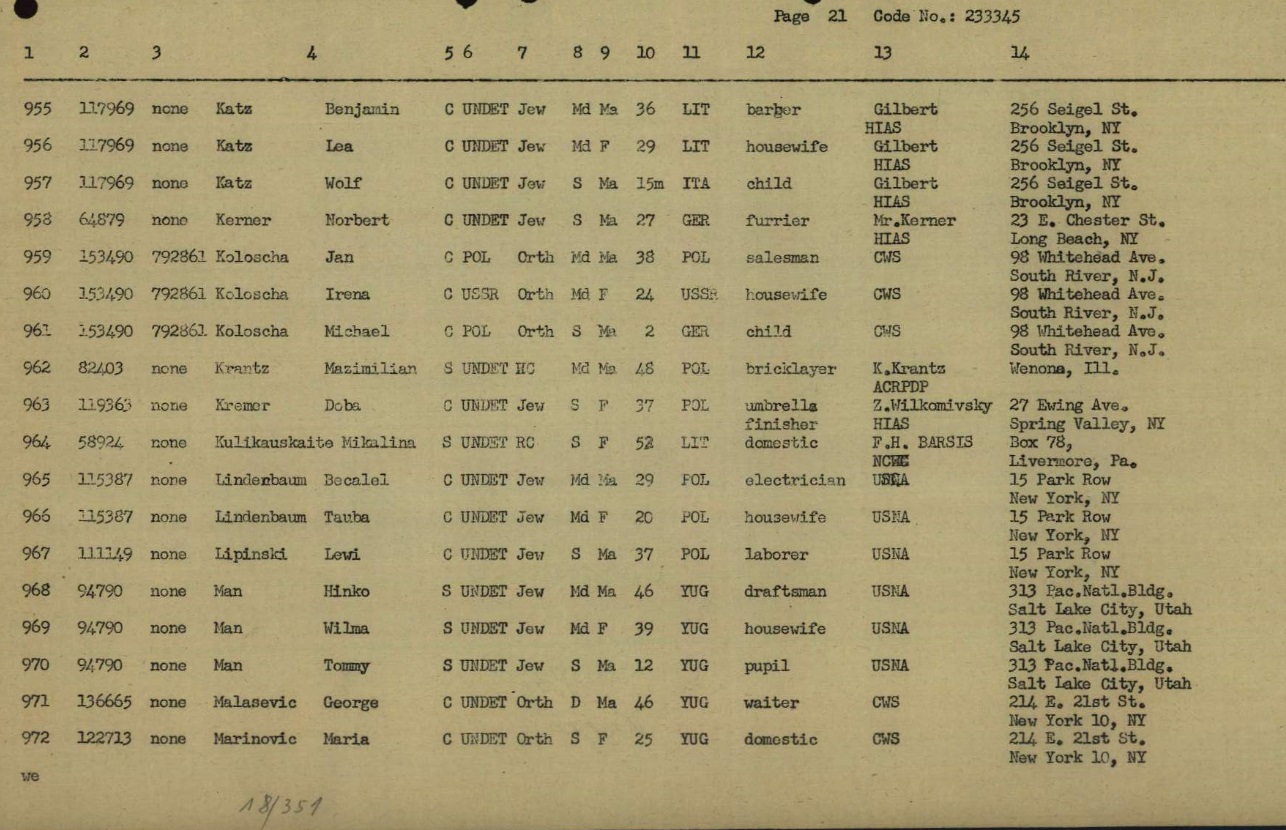 Page 21 Code No.: 233345
1 2 3 4 5 6 7 8 9 10 11 12 13 14
955 117969 none Katz Benjamin C UNDET Jew Md Ma 36 LIT barber Gilbert 256 Seigel St.
HIAS Brooklyn, NY
956 117969 none Katz Lea C UNDET Jew Md F 29 LIT housewife Gilbert 256 Seigel St.
HIAS Brooklyn, NY
957 117969 none Katz Wolf C UNDET Jew S Ma 15m ITA child Gilbert 256 Seigel St.
HIAS Brooklyn, NY
958 64879 none Kerner Norbert C UNDET Jew S Ma 27 GER furrier Mr.Kerner 23 E. Chester St.
HIAS Long Beach, NY
959 153490 792861 Koloscha Jan C POL Orth Md Ma 38 POL salesman CWS 98 Whitehead Ave.
South River, N.J.
960 153490 792861 Koloscha Irena C USSR Orth Md F 24 USSR housewife CWS 98 Whitehead Ave.
South River, N.J.
961 153490 792861 Koloscha Michael C POL Orth S Ma 2 GER child CWS 98 Whitehead Ave.
South River, N.J.
962 82403 none Krantz Mazimilian S UNDET RC Md Ma 48 POL bricklayer K.Krantz Wenona, Ill.
ACRPDP
963 119363 none Kremer Doba C UNDET Jew S F 37 POL umbrella Z.Wilkomivsky 27 Ewing Ave.
finisher HIAS Spring Valley, NY
964 58924 none Kulikauskaite Mikalina S UNDET RC S F 52 LIT domestic F.H. BARSIS Box 78,
Livermore, Pa.
965 115387 none Lindenbaum Becalel C UNDET Jew Md Ma 29 POL electrician USNA 15 Park Row
New York, NY
966 115387 none Lindenbaum Tauba C UNDET Jew Md F 20 POL housewife USNA 15 Park Row
New York, NY
967 111149 none Lipinski Lewi C UNDET Jew S Ma 37 POL laborer USNA 15 Park Row
New York, NY
968 94790 none Man Hinko S UNDET Jew Md Ma 46 YUG draftsman USNA 313 Pac.Natl.Bldg.
Salt Lake City, Utah
969 94790 none Man Wilma S UNDET Jew Md F 39 YUG housewife USNA 313 Pac.Natl.Bldg.
Salt Lake City, Utah
970 94790 none Man Tommy S UNDET Jew S Ma 12 YUG pupil USNA 313 Pac.Natl.Bldg.
Salt Lake City, Utah
971 136665 none Malasevic George C UNDET Orth D Ma 46 YUG waiter CWS 214 E. 21st St.
New York 10, NY
972 122713 none Marinovic Maria C UNDET Orth S F 25 YUG domestic CWS 214 E. 21st St.
New York 10, NY
we
18/351